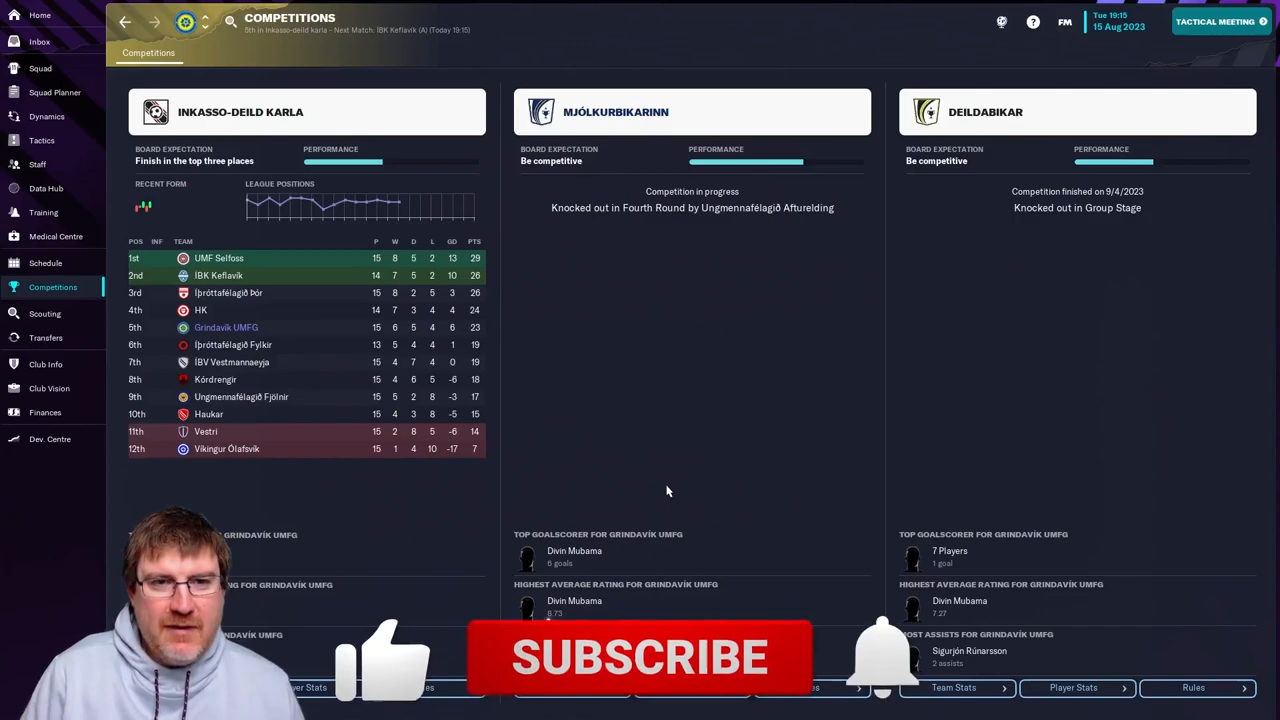 Home
COMPETITIONS
5th in Inkasso-deild karla - Next Match: ÍBK Keflavík (A) (Today 19:15)
FM
Tue 19:15
15 Aug 2023
TACTICAL MEETING
Inbox
Squad
Squad Planner
Dynamics
Tactics
Staff
Data Hub
Training
Medical Centre
Schedule
Competitions
Scouting
Transfers
Club Info
Club Vision
Finances
Dev. Centre
Competitions
INKASSO-DEILD KARLA
BOARD EXPECTATION
Finish in the top three places
PERFORMANCE
RECENT FORM
LEAGUE POSITIONS
POS INF TEAM P W D L GD PTS
1st UMF Selfoss 15 8 5 2 13 29
2nd ÍBK Keflavík 14 7 5 2 10 26
3rd Íþróttafélagið Þór 15 8 2 5 3 26
4th HK 14 7 3 4 4 24
5th Grindavík UMFG 15 6 5 4 6 23
6th Íþróttafélagið Fylkir 13 5 4 4 1 19
7th ÍBV Vestmannaeyja 15 4 7 4 0 19
8th Kórdrengir 15 4 6 5 -6 18
9th Ungmennafélagið Fjölnir 15 5 2 8 -3 17
10th Haukar 15 4 3 8 -5 15
11th Vestri 15 2 8 5 -6 14
12th Víkingur Ólafsvík 15 1 4 10 -17 7
GRINDAVÍK UMFG
FOR GRINDAVÍK UMFG
GRINDAVÍK UMFG
MJÓLKURBIKARINN
BOARD EXPECTATION
Be competitive
PERFORMANCE
Competition in progress
Knocked out in Fourth Round by Ungmennafélagið Afturelding
TOP GOALSCORER FOR GRINDAVÍK UMFG
Divin Mubama
6 goals
HIGHEST AVERAGE RATING FOR GRINDAVÍK UMFG
Divin Mubama
8.73
DEILDABIKAR
BOARD EXPECTATION
Be competitive
PERFORMANCE
Competition finished on 9/4/2023
Knocked out in Group Stage
TOP GOALSCORER FOR GRINDAVÍK UMFG
7 Players
1 goal
HIGHEST AVERAGE RATING FOR GRINDAVÍK UMFG
Divin Mubama
7.27
MOST ASSISTS FOR GRINDAVÍK UMFG
Sigurjón Rúnarsson
2 assists
Team Stats
Player Stats
Rules
SUBSCRIBE